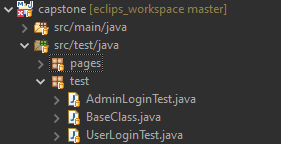 capstone [eclips_workspace master]
src/main/java
src/test/java
pages
test
AdminLoginTest.java
BaseClass.java
UserLoginTest.java